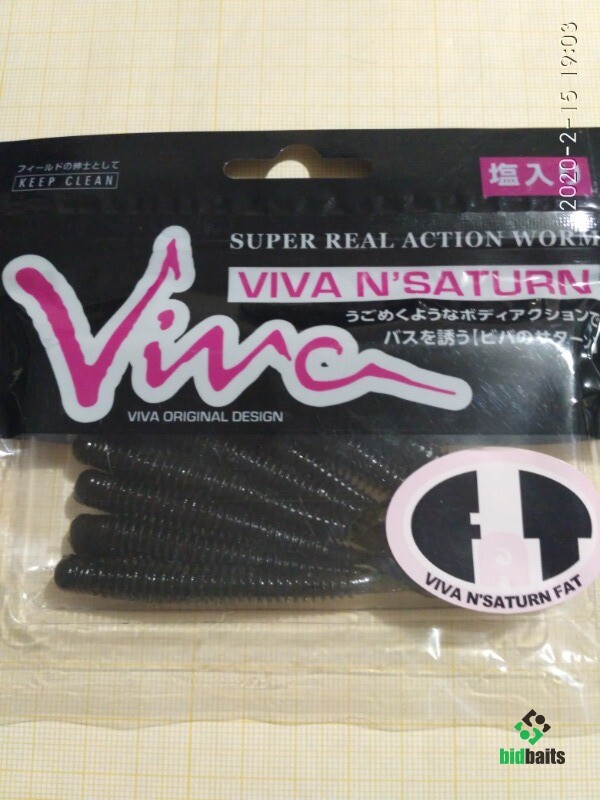 2020-2-15 19:03
フィールドの紳士として
KEEP CLEAN
塩入
SUPER REAL ACTION WORM
VIVA N'SATURN
うごめくようなボディアクションで
バスを誘う「ビバのサターン
Viva
VIVA ORIGINAL DESIGN
FAT
VIVA N'SATURN FAT
bidbaits